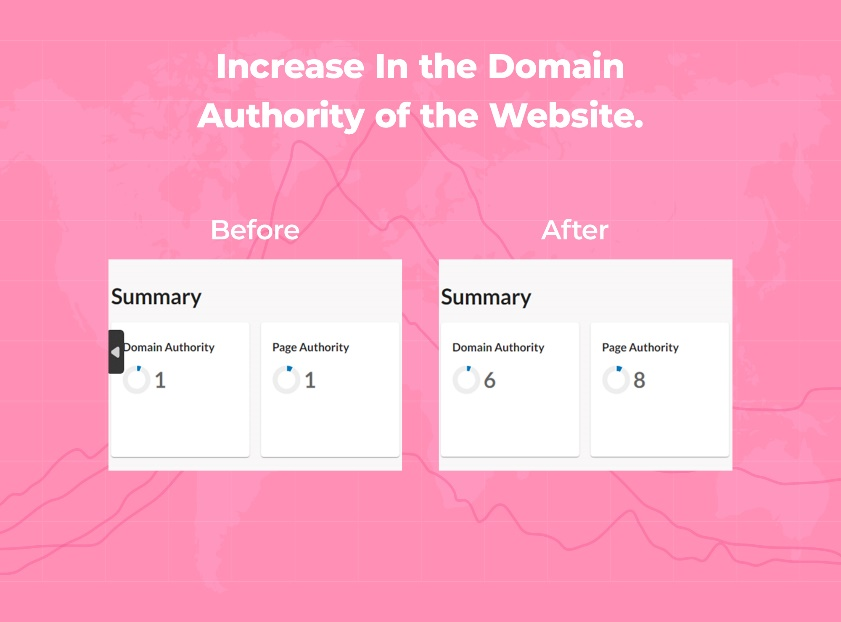 Increase In the Domain
Authority of the Website.
Before
Summary
Domain Authority
1
Page Authority
1
After
Summary
Domain Authority
6
Page Authority
8